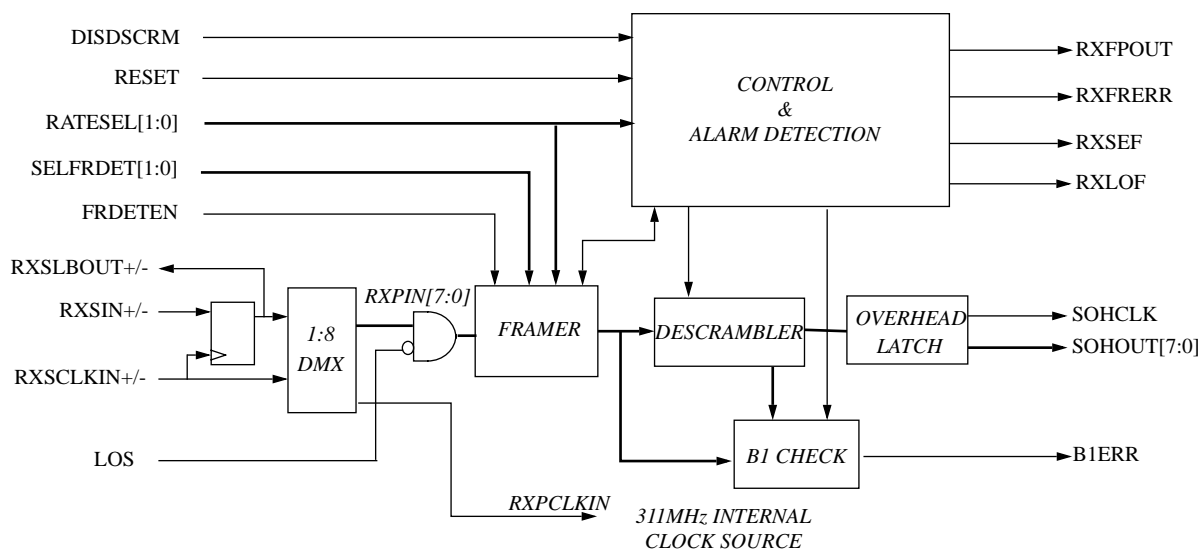 DISDSCRM
RESET
RATESEL[1:0]
SELFRDET[1:0]
FRDETEN
RXSLBOUT+/-
RXSIN+/-
RXSCLKIN+/-
LOS
1:8
DMX
RXPIN[7:0]
FRAMER
CONTROL
&
ALARM DETECTION
RXFPOUT
RXFRERR
RXSEF
RXLOF
DESCRAMBLER
OVERHEAD
LATCH
SOHCLK
SOHOUT[7:0]
B1 CHECK
B1ERR
RXPCLKIN
311MHz INTERNAL
CLOCK SOURCE